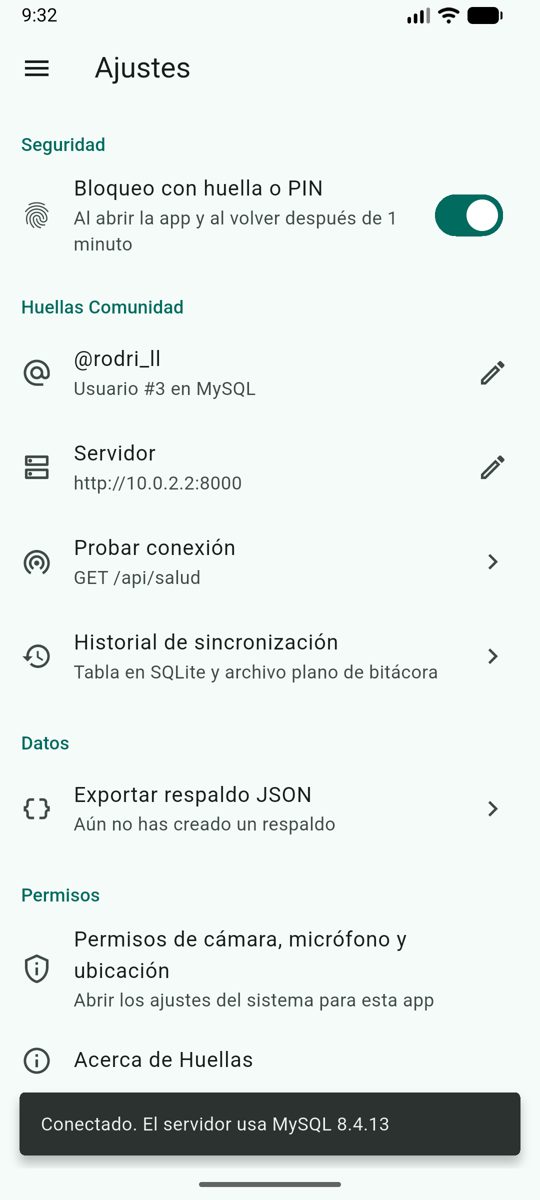 9:32
Ajustes
Seguridad
Bloqueo con huella o PIN
Al abrir la app y al volver después de 1
minuto
Huellas Comunidad
@rodri_ll
Usuario #3 en MySQL
Servidor
http://10.0.2.2:8000
Probar conexión
GET /api/salud
Historial de sincronización
Tabla en SQLite y archivo plano de bitácora
Datos
Exportar respaldo JSON
Aún no has creado un respaldo
Permisos
Permisos de cámara, micrófono y
ubicación
Abrir los ajustes del sistema para esta app
Acerca de Huellas
Conectado. El servidor usa MySQL 8.4.13